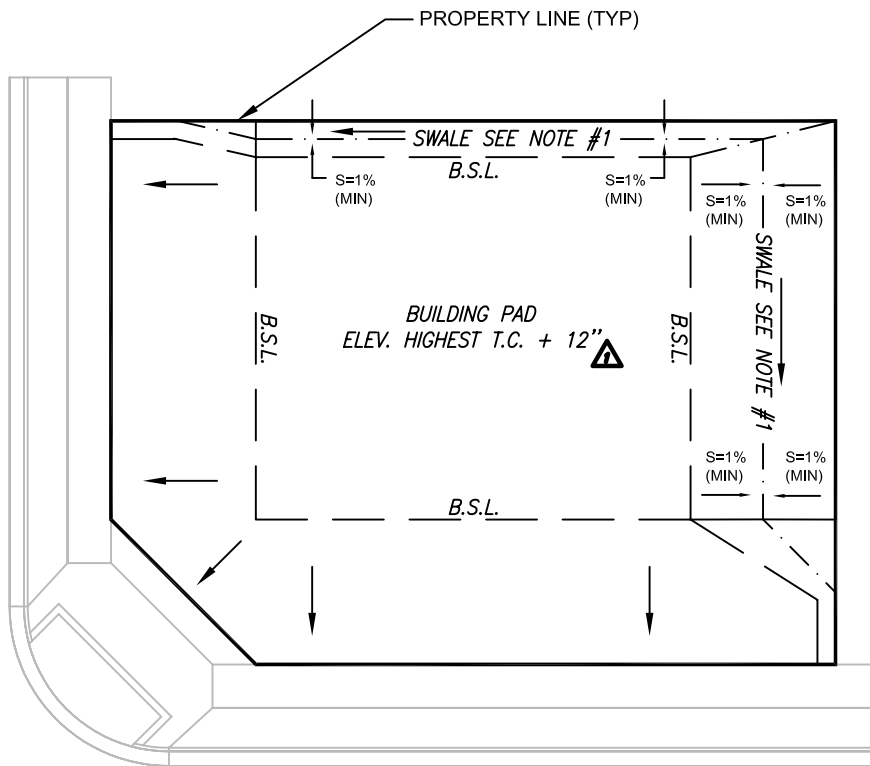 PROPERTY LINE (TYP)
SWALE SEE NOTE #1
B.S.L.
S=1%
(MIN)
S=1%
(MIN)
S=1%
(MIN)
S=1%
(MIN)
SWALE SEE NOTE #1
BUILDING PAD
ELEV. HIGHEST T.C. + 12"
1
B.S.L.
B.S.L.
S=1%
(MIN)
S=1%
(MIN)
B.S.L.